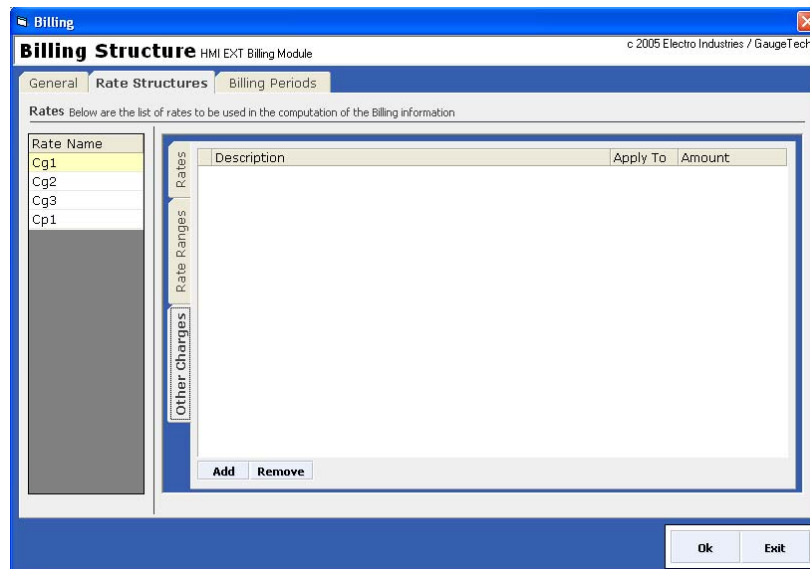 Billing
Billing Structure HMI EXT Billing Module
c 2005 Electro Industries / GaugeTech
General Rate Structures Billing Periods
Rates Below are the list of rates to be used in the computation of the Billing information
Rate Name
Cg1
Cg2
Cg3
Cp1
Rates
Rate Ranges
Other Charges
Description Apply To Amount
Add Remove
Ok Exit